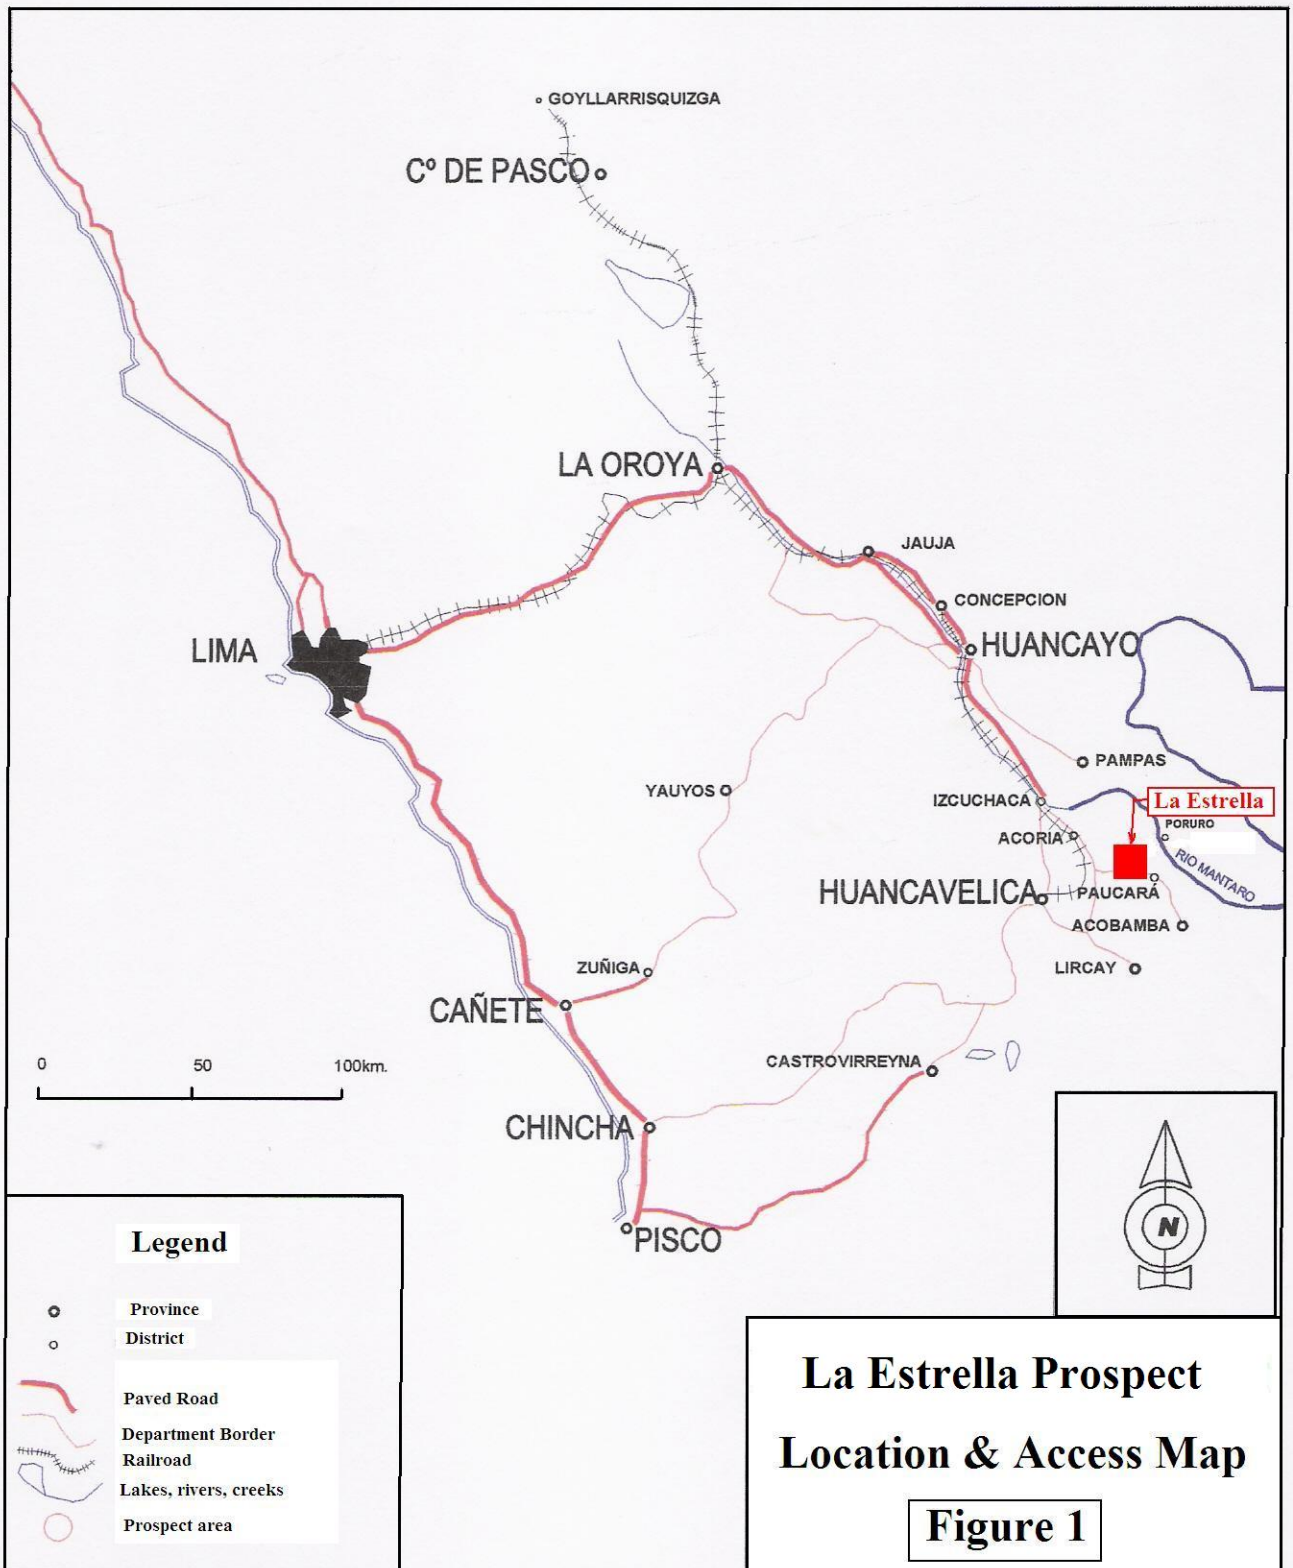 GOYLLARRISQUIZGA
Cº DE PASCO
LA OROYA
JAUJA
CONCEPCION
LIMA
HUANCAYO
PAMPAS
YAUYOS
IZCUCHACA
La Estrella
PORURO
ACORIA
RIO MANTARO
HUANCAVELICA
PAUCARÁ
ACOBAMBA
ZUÑIGA
LIRCAY
CAÑETE
0 50 100km.
CASTROVIRREYNA
CHINCHA
PISCO
N
Legend
Province
District
Paved Road
Department Border
Railroad
Lakes, rivers, creeks
Prospect area
La Estrella Prospect
Location & Access Map
Figure 1